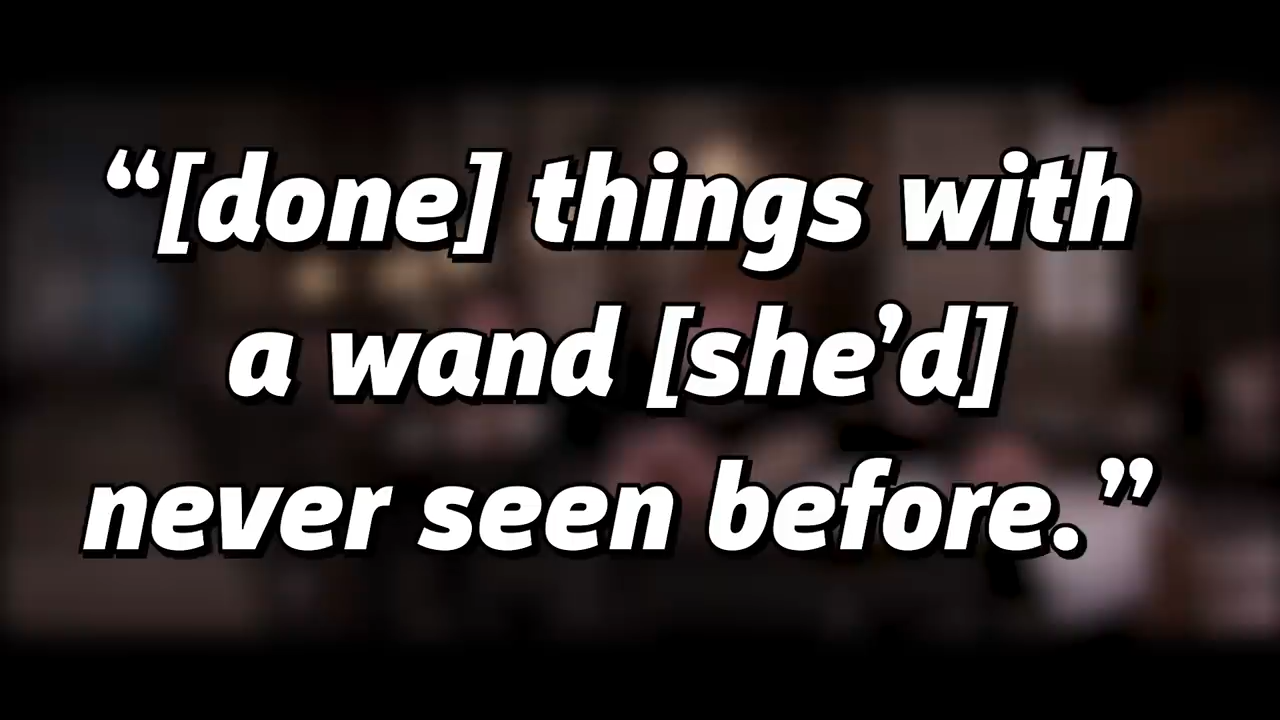 “[done] things with
a wand [she’d]
never seen before.”